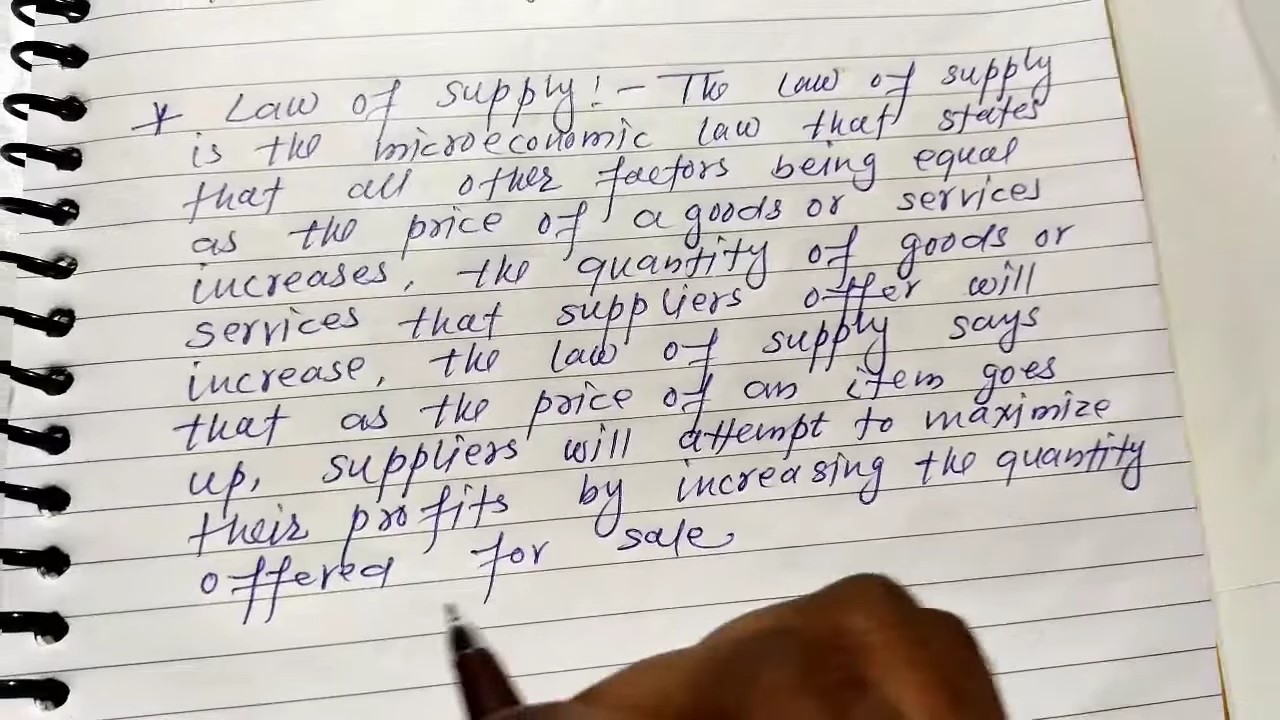 * Law of supply:- The law of supply
is the microeconomic law that states
that all other factors being equal
as the price of a goods or services
increases, the quantity of goods or
services that suppliers offer will
increase, the law of supply says
that as the price of an item goes
up, suppliers will attempt to maximize
their profits by increasing the quantity
offered for sale